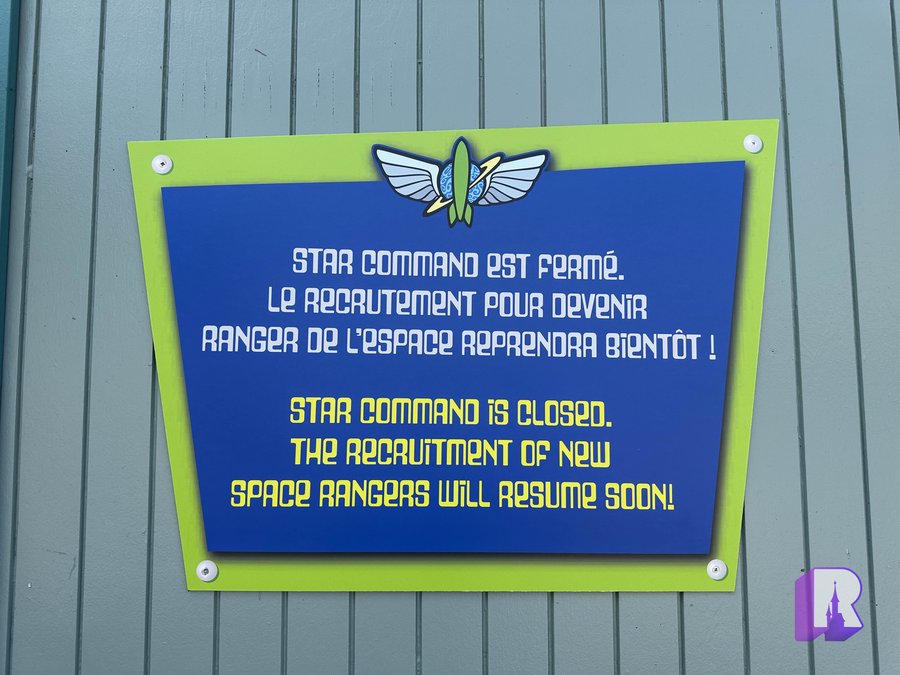 STAR COMMAND EST FERMÉ.
LE RECRUTEMENT POUR DEVENIR
RANGER DE L'ESPACE REPRENDRA BIENTÔT !
STAR COMMAND IS CLOSED.
THE RECRUITMENT OF NEW
SPACE RANGERS WILL RESUME SOON!
R